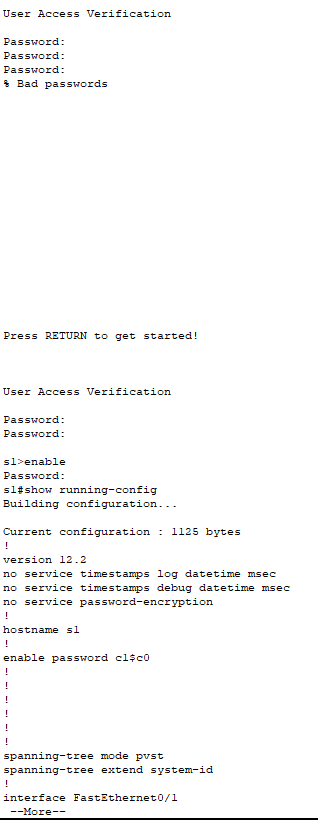 User Access Verification
Password:
Password:
Password:
% Bad passwords
Press RETURN to get started!
User Access Verification
Password:
Password:
s1>enable
Password:
s1#show running-config
Building configuration...
Current configuration : 1125 bytes
!
version 12.2
no service timestamps log datetime msec
no service timestamps debug datetime msec
no service password-encryption
!
hostname s1
!
enable password c1$c0
!
!
!
!
!
!
spanning-tree mode pvst
spanning-tree extend system-id
!
interface FastEthernet0/1
--More--